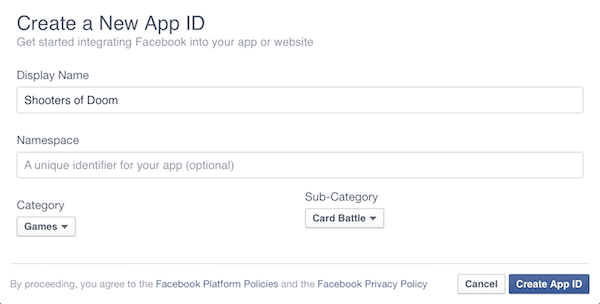 Create a New App ID
Get started integrating Facebook into your app or website
Display Name
Shooters of Doom
Namespace
A unique identifier for your app (optional)
Category
Games
Sub-Category
Card Battle
By proceeding, you agree to the Facebook Platform Policies and the Facebook Privacy Policy
Cancel
Create App ID